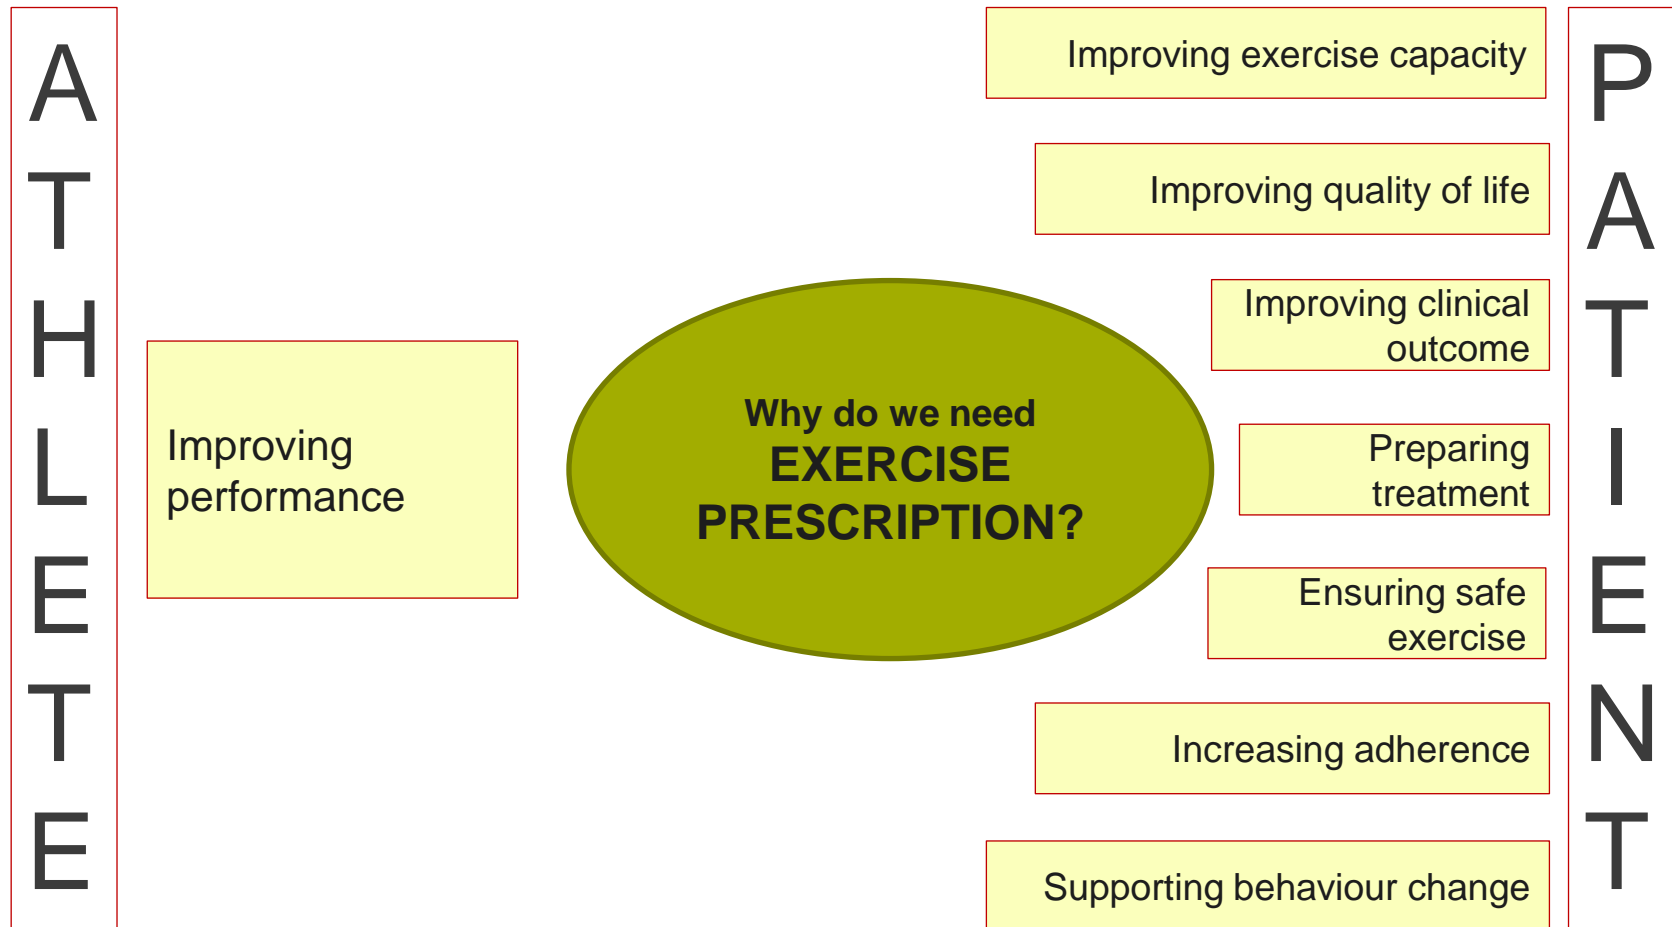 ATHLETE
Improving
performance
Why do we need
EXERCISE
PRESCRIPTION?
Improving exercise capacity
Improving quality of life
Improving clinical
outcome
Preparing
treatment
Ensuring safe
exercise
Increasing adherence
Supporting behaviour change
PATIENT